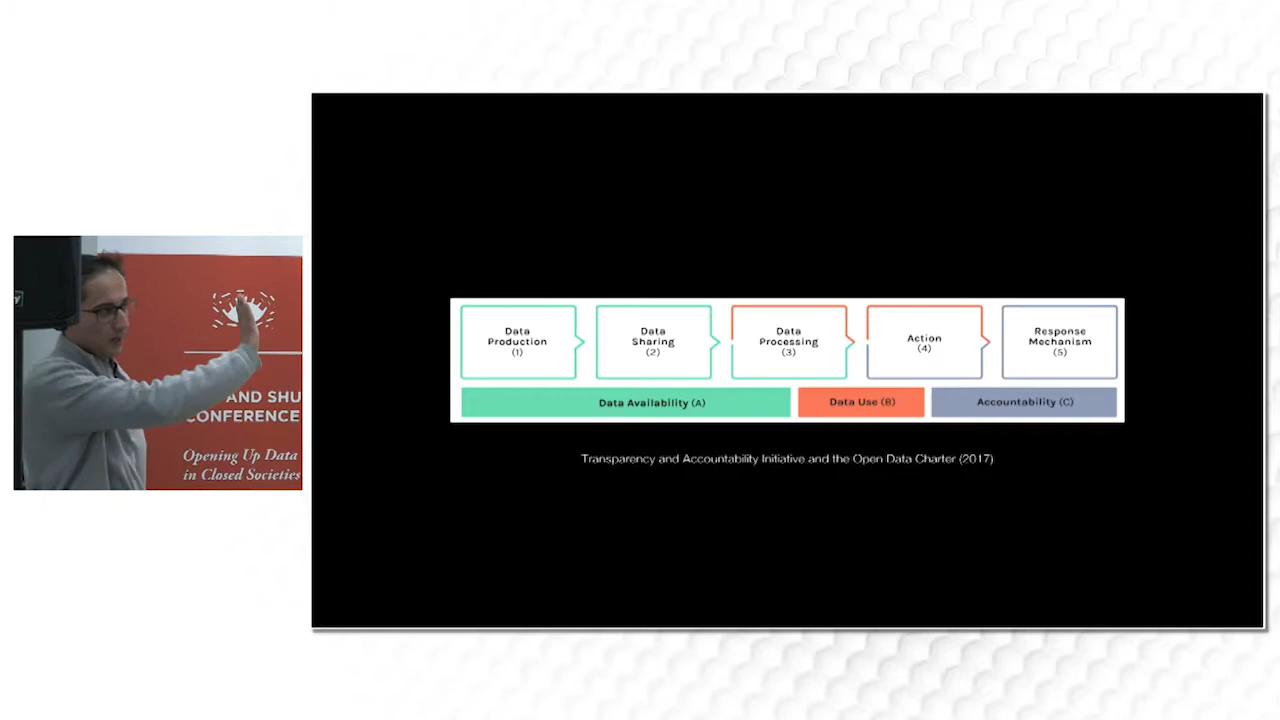 AND SHU
CONFERENCE
Opening Up Data
in Closed Societies
Data
Production
(1)
Data
Sharing
(2)
Data
Processing
(3)
Action
(4)
Response
Mechanism
(5)
Data Availability (A)
Data Use (B)
Accountability (C)
Transparency and Accountability Initiative and the Open Data Charter (2017)